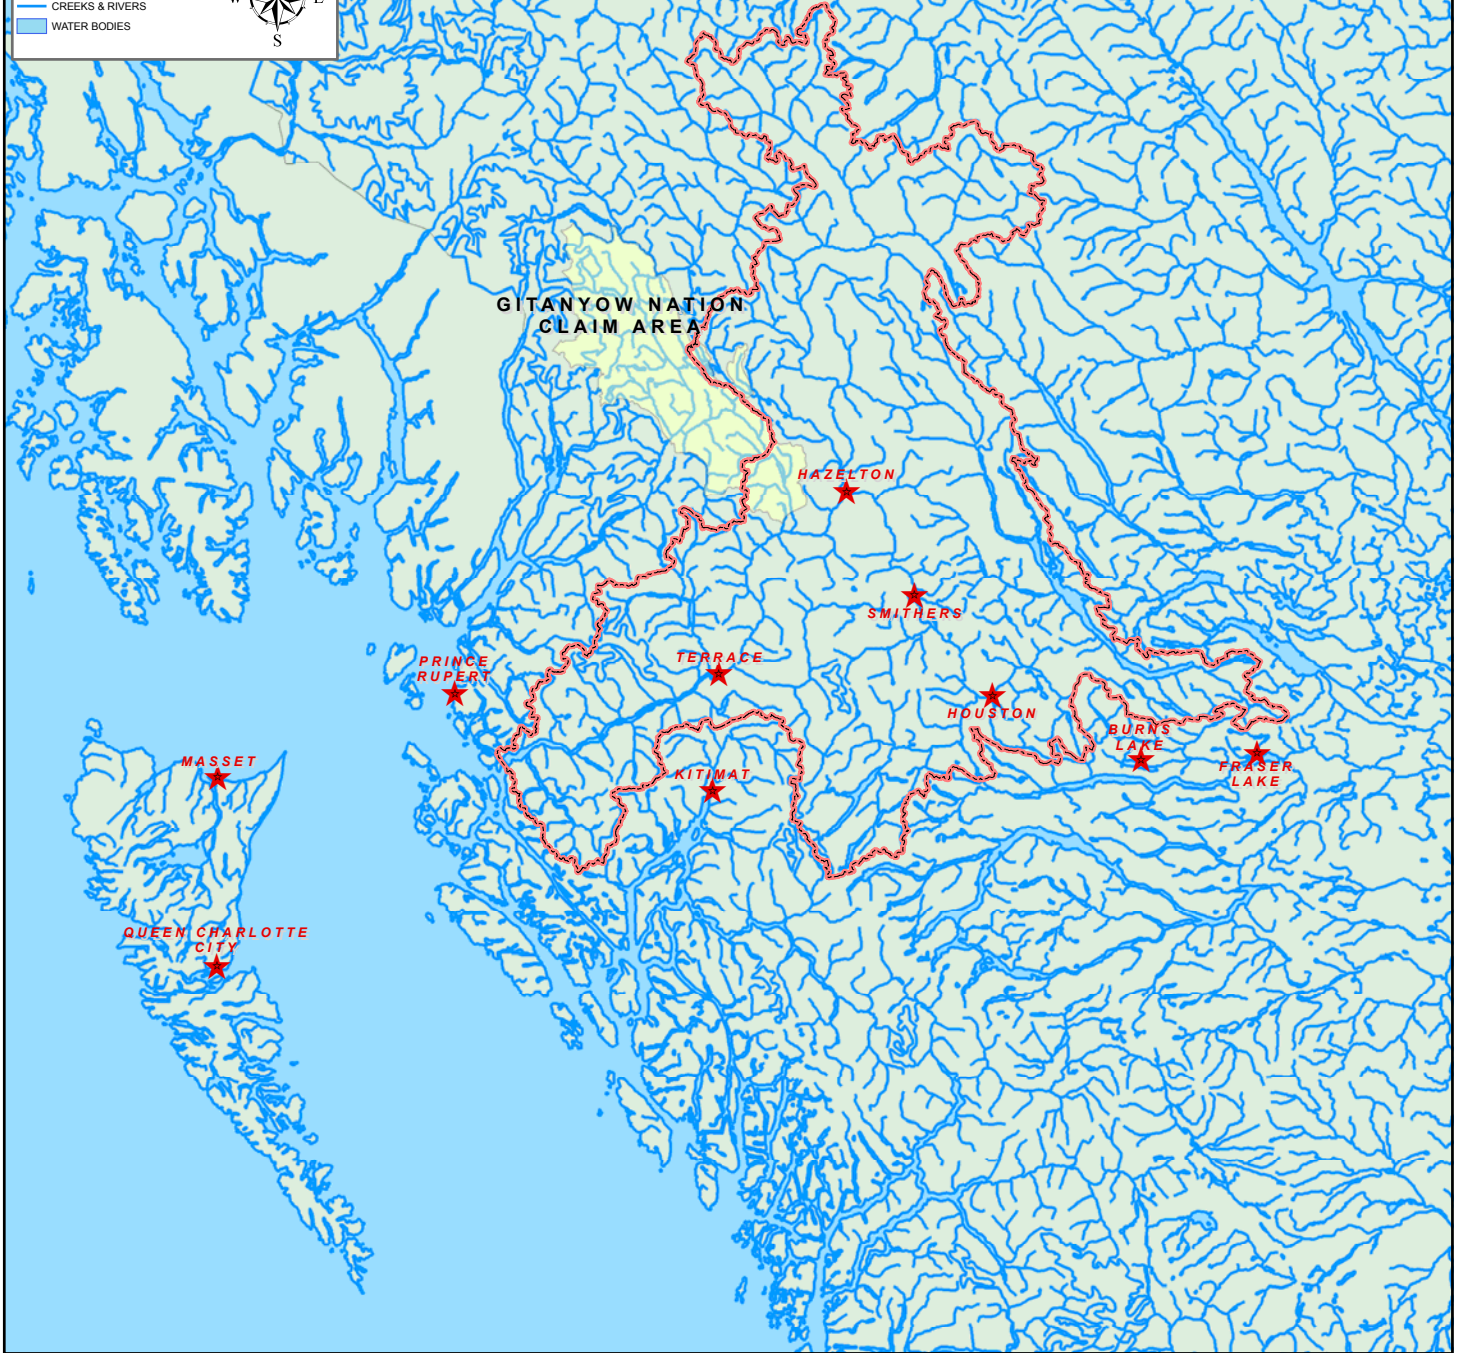 CREEKS & RIVERS
W
E
WATER BODIES
S
GITANYOW NATION
CLAIM AREA
HAZELTON
SMITHERS
PRINCE
RUPERT
TERRACE
HOUSTON
BURNS
LAKE
FRASER
LAKE
MASSET
KITIMAT
QUEEN CHARLOTTE
CITY